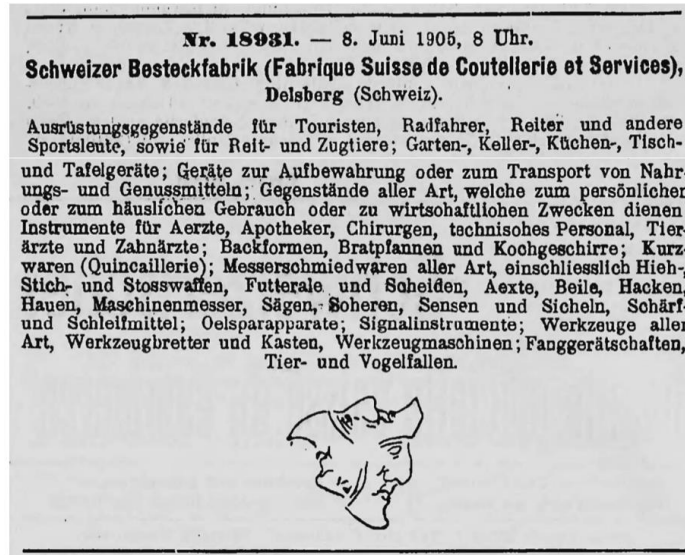 Nr. 18931. — 8. Juni 1905, 8 Uhr.
Schweizer Besteckfabrik (Fabrique Suisse de Coutellerie et Services),
Delsberg (Schweiz).
Ausrüstungsgegenstände für Touristen, Radfahrer, Reiter und andere
Sportsleute, sowie für Reit- und Zugtiere; Garten-, Keller-, Küchen-, Tisch-
und Tafelgeräte; Geräte zur Aufbewahrung oder zum Transport von Nahr-
ungs- und Genussmitteln; Gegenstände aller Art, welche zum persönlichen
oder zum häuslichen Gebrauch oder zu wirtschaftlichen Zwecken dienen
Instrumente für Aerzte, Apotheker, Chirurgen, technisches Personal, Tier-
ärzte und Zahnärzte; Backformen, Bratpfannen und Kochgeschirre; Kurz-
waren (Quincaillerie); Messerschmiedwaren aller Art, einschliesslich Hieb-
Stich- und Stosswaffen, Futterale und Scheiden, Aexte, Beile, Hacken,
Hauen, Maschinenmesser, Sägen, Scheren, Sensen und Sicheln, Schärf-
und Schleifmittel; Oelsparapparate; Signalinstrumente; Werkzeuge aller
Art, Werkzeugbretter und Kasten, Werkzeugmaschinen; Fanggerätschaften,
Tier- und Vogelfallen.